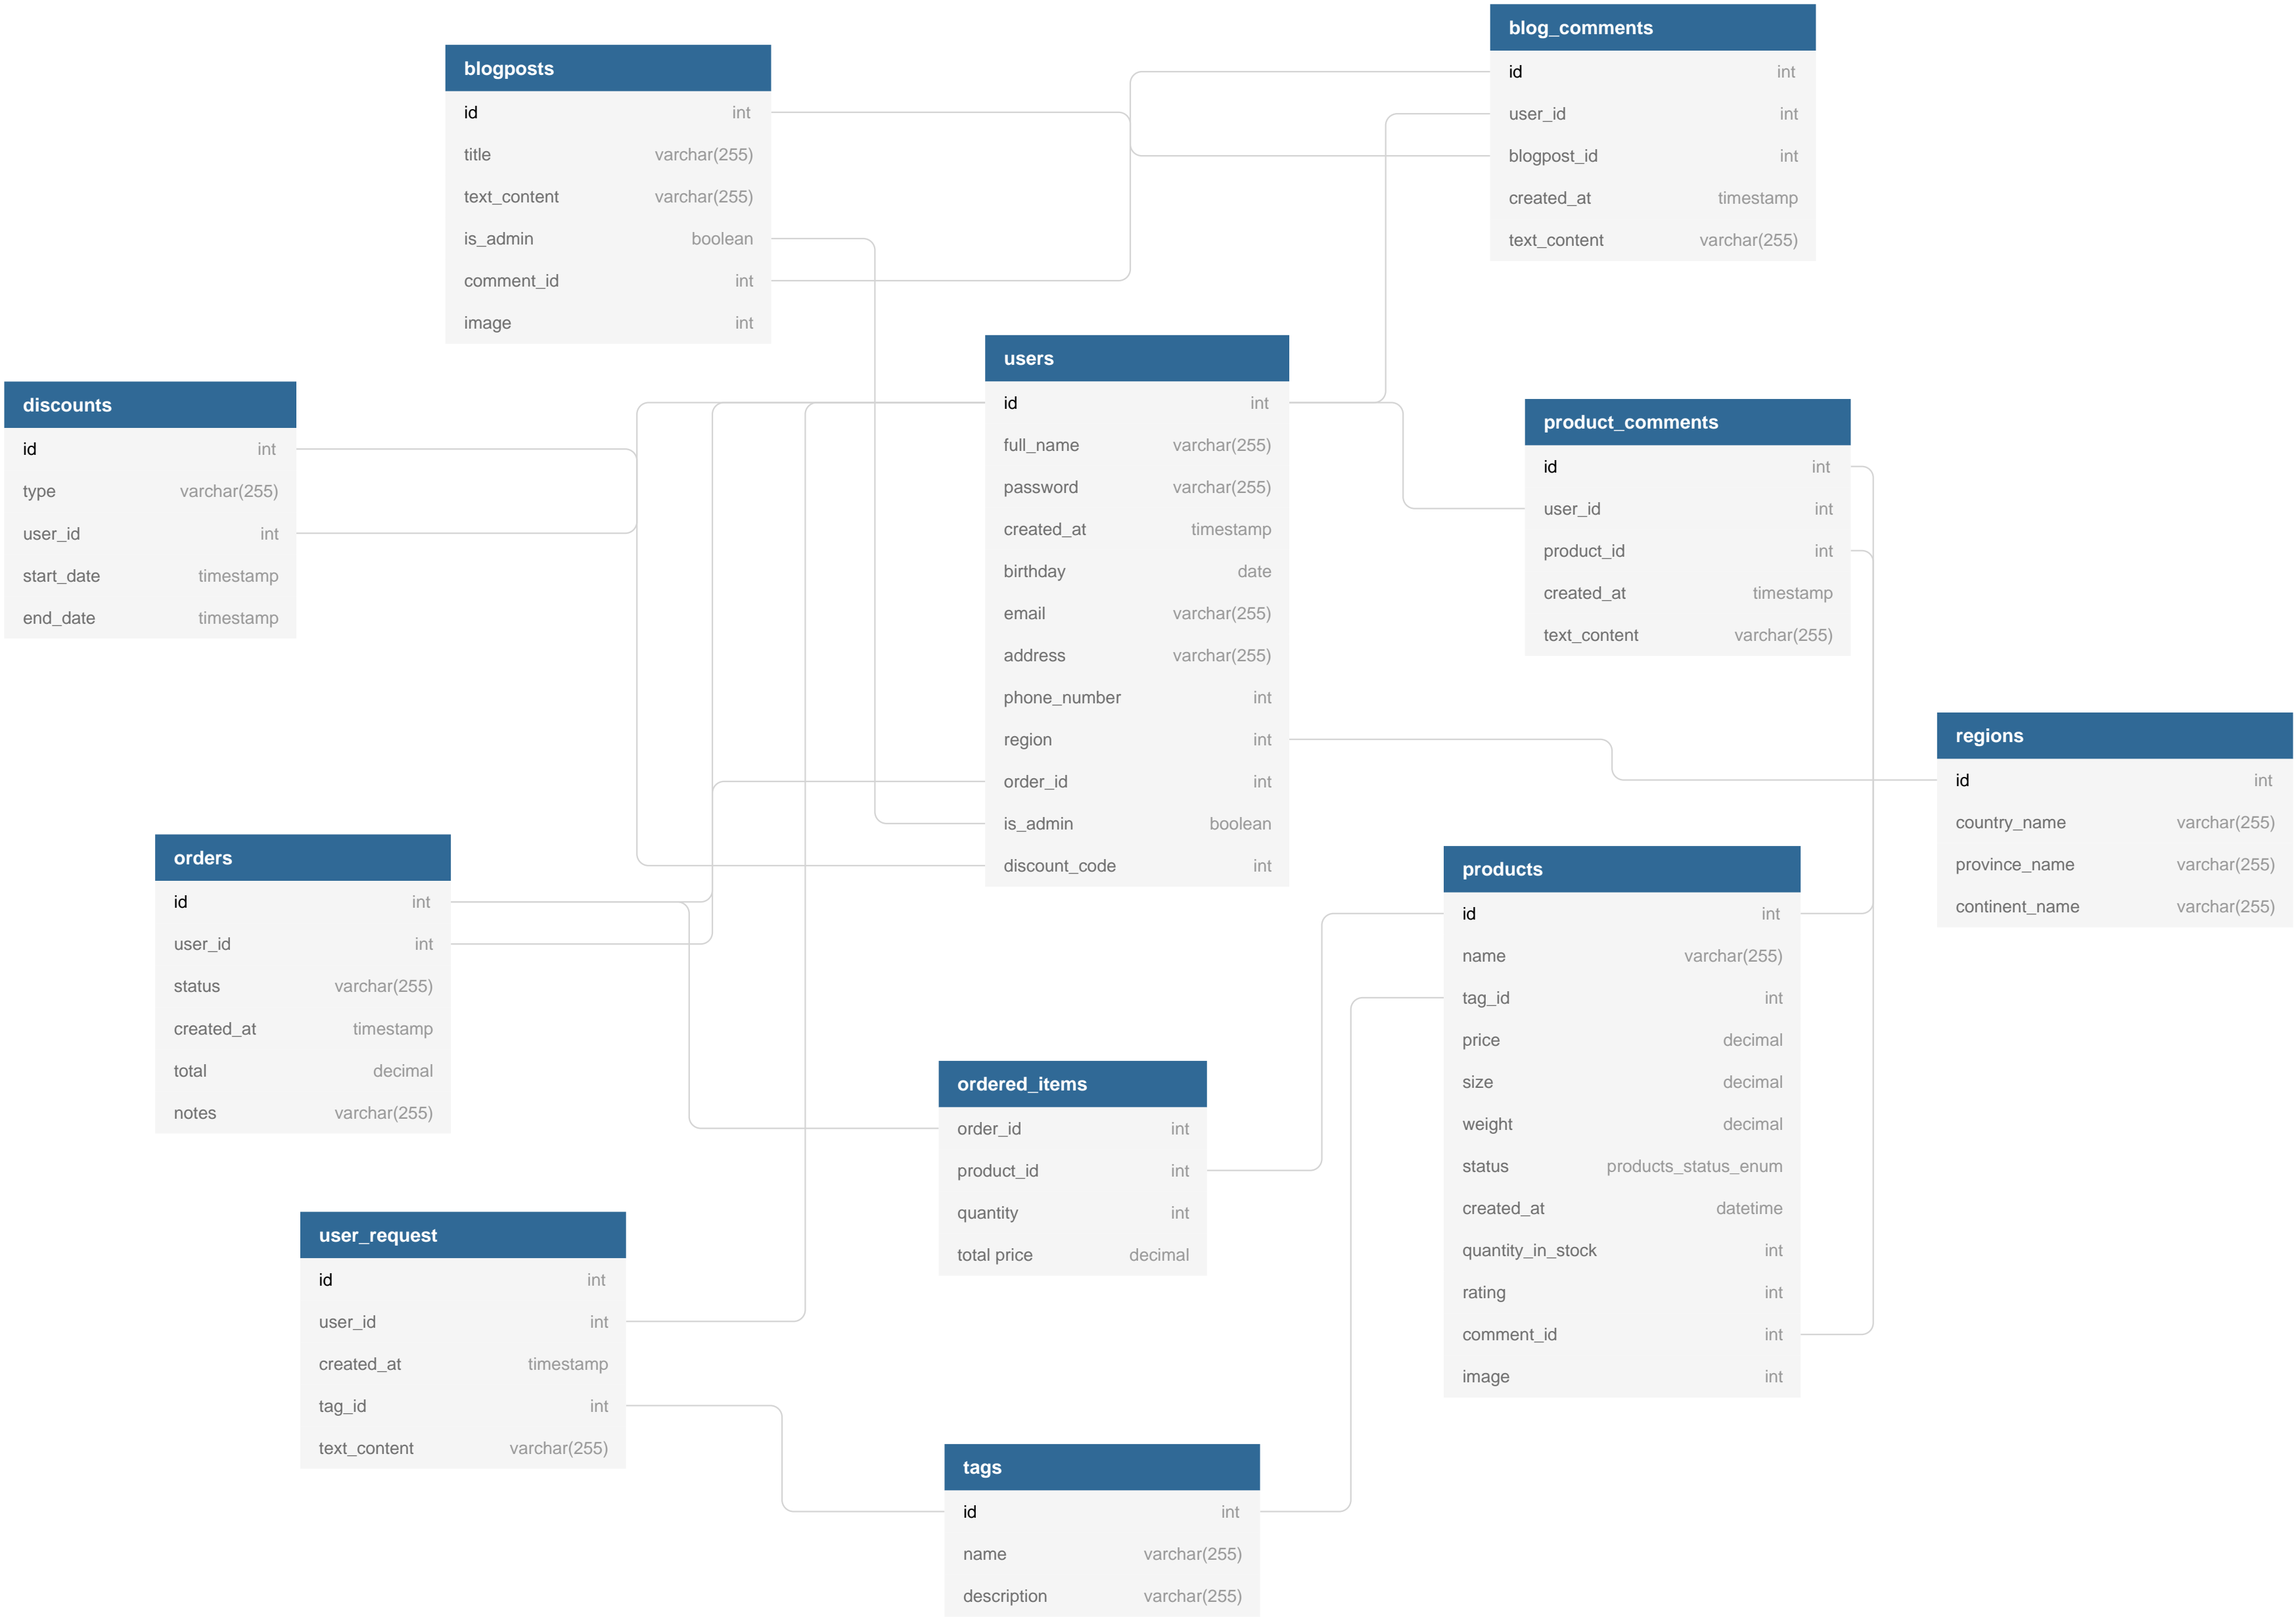 blog_comments
id int
user_id int
blogpost_id int
created_at timestamp
text_content varchar(255)
blogposts
id int
title varchar(255)
text_content varchar(255)
is_admin boolean
comment_id int
image int
users
id int
full_name varchar(255)
password varchar(255)
created_at timestamp
birthday date
email varchar(255)
address varchar(255)
phone_number int
region int
order_id int
is_admin boolean
discount_code int
discounts
id int
type varchar(255)
user_id int
start_date timestamp
end_date timestamp
product_comments
id int
user_id int
product_id int
created_at timestamp
text_content varchar(255)
regions
id int
country_name varchar(255)
province_name varchar(255)
continent_name varchar(255)
orders
id int
user_id int
status varchar(255)
created_at timestamp
total decimal
notes varchar(255)
products
id int
name varchar(255)
tag_id int
price decimal
size decimal
weight decimal
status products_status_enum
created_at datetime
quantity_in_stock int
rating int
comment_id int
image int
ordered_items
order_id int
product_id int
quantity int
total price decimal
user_request
id int
user_id int
created_at timestamp
tag_id int
text_content varchar(255)
tags
id int
name varchar(255)
description varchar(255)